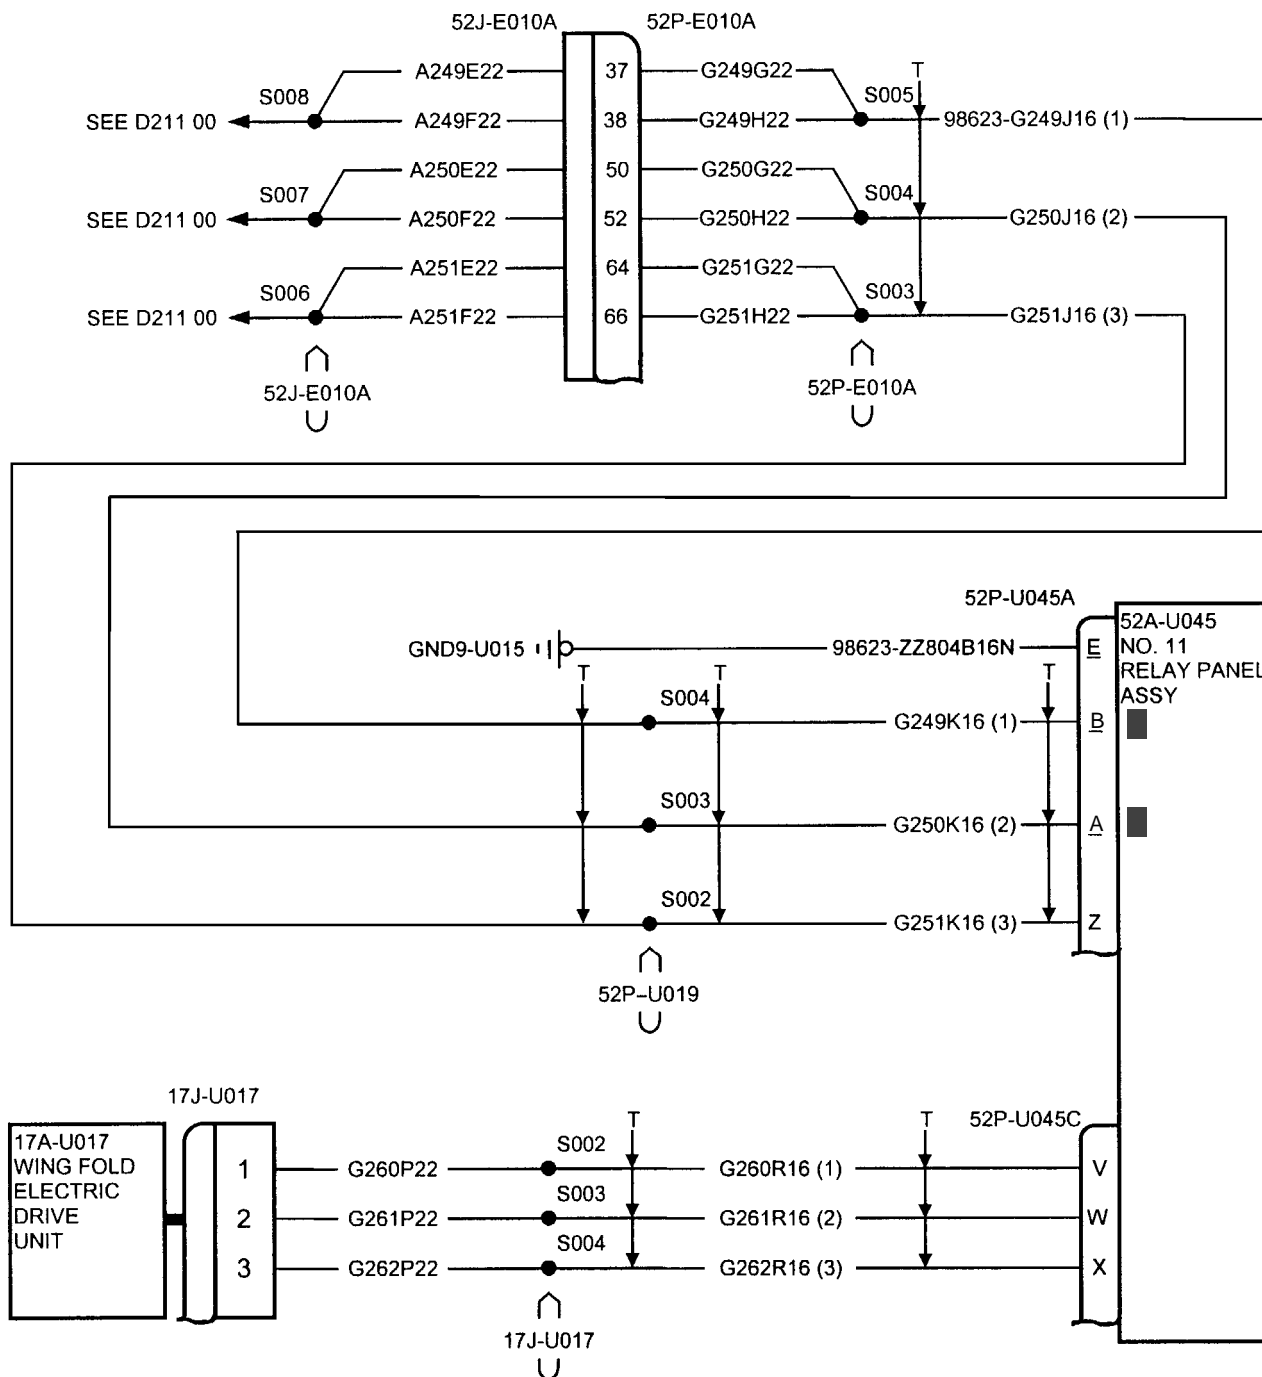 52J-E010A 52P-E010A
A249E22 37 G249G22 T
S008 S005
SEE D211 00 A249F22 38 G249H22 98623-G249J16 (1)
A250E22 50 G250G22
S007 S004
SEE D211 00 A250F22 52 G250H22 G250J16 (2)
A251E22 64 G251G22
S006 S003
SEE D211 00 A251F22 66 G251H22 G251J16 (3)
52J-E010A 52P-E010A
52P-U045A
52A-U045
GND9-U015 98623-ZZ804B16N E NO. 11
T T T RELAY PANEL
S004 ASSY
G249K16 (1) B
S003
G250K16 (2) A
S002
G251K16 (3) Z
52P-U019
17J-U017
T T 52P-U045C
17A-U017
WING FOLD
ELECTRIC
DRIVE
UNIT
S002
1 G260P22 G260R16 (1) V
S003
2 G261P22 G261R16 (2) W
S004
3 G262P22 G262R16 (3) X
17J-U017